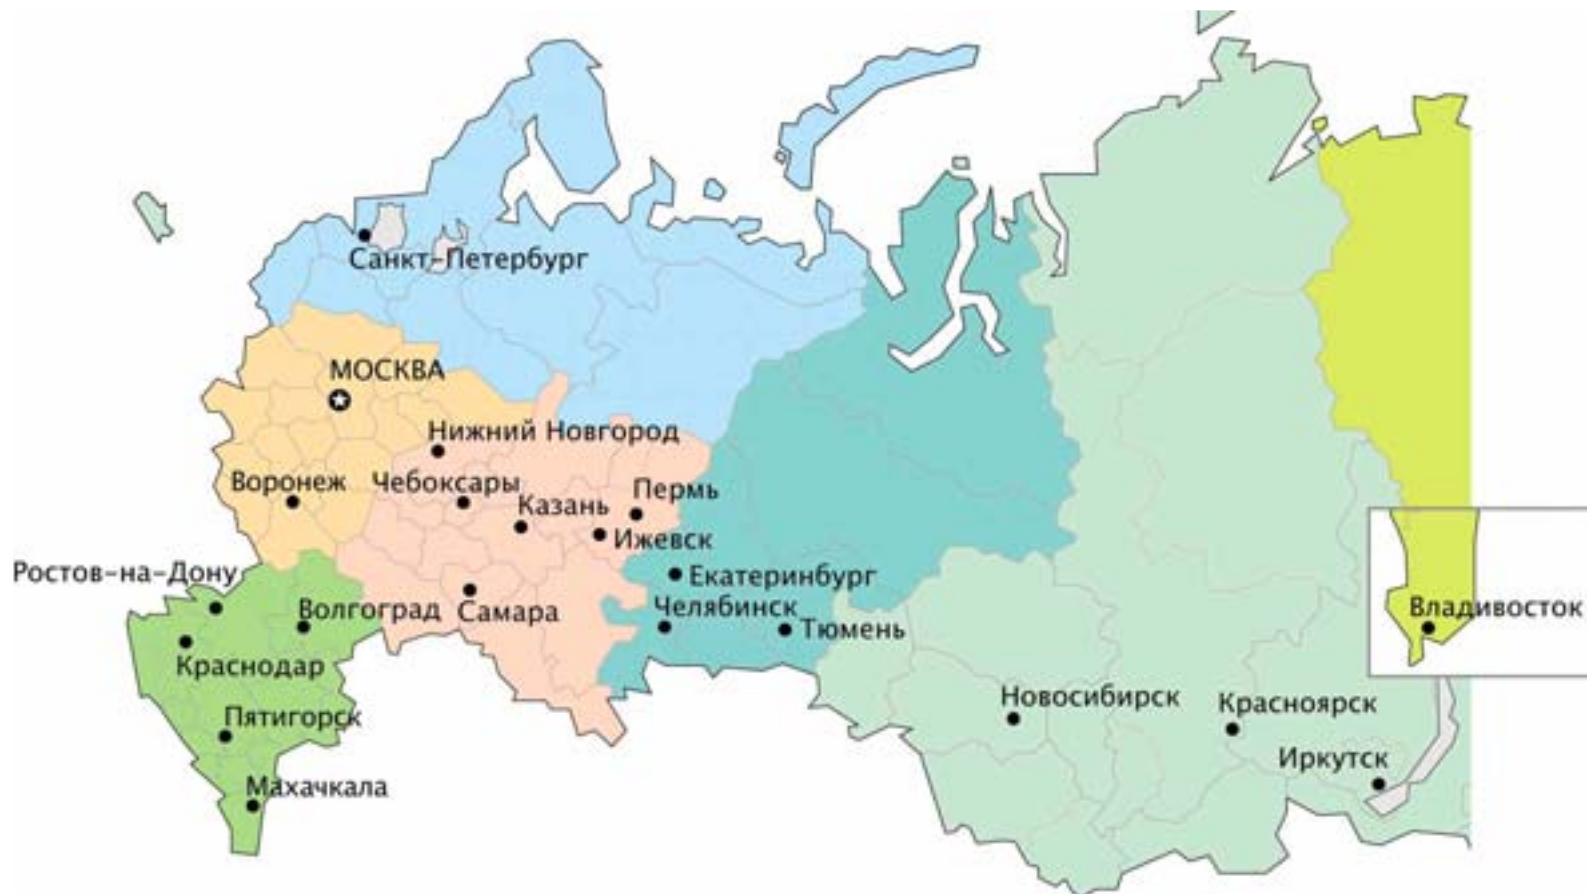 Санкт-Петербург
МОСКВА
Нижний Новгород
Воронеж
Чебоксары
Казань
Пермь
Ижевск
Ростов-на-Дону
Екатеринбург
Волгоград
Самара
Челябинск
Тюмень
Владивосток
Краснодар
Новосибирск
Красноярск
Пятигорск
Иркутск
Махачкала